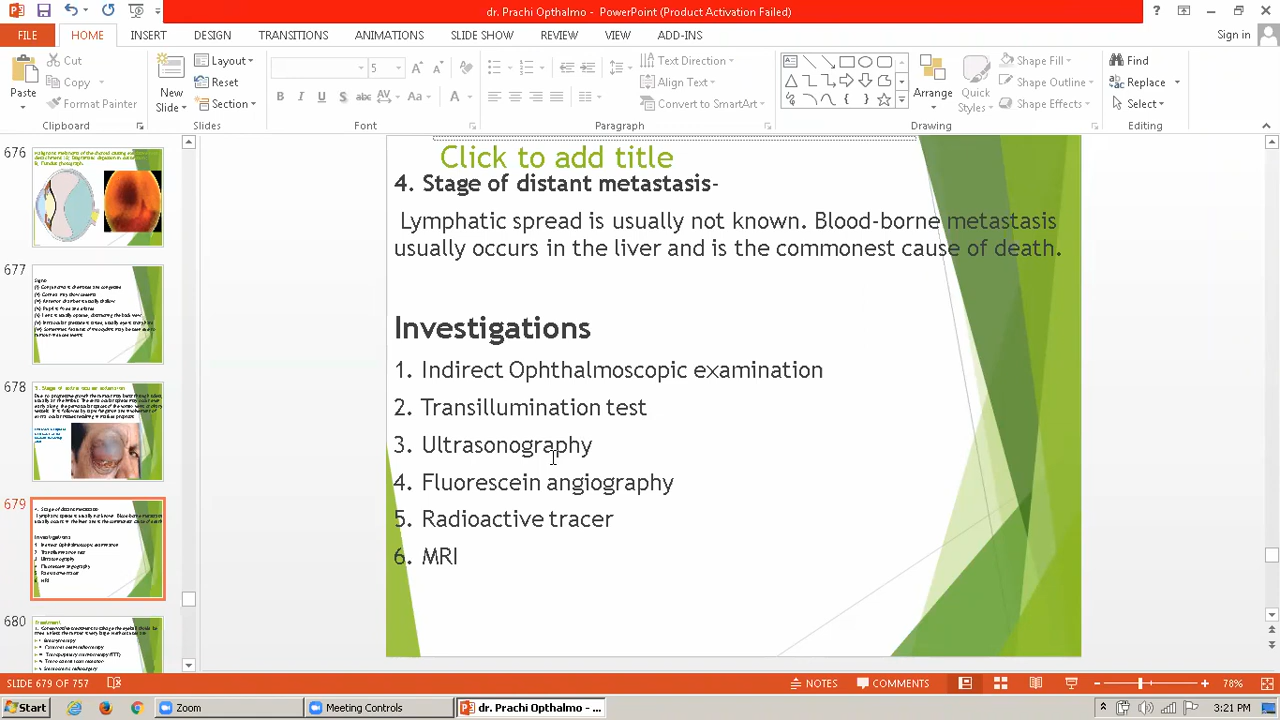 dr. Prachi Opthalmo - PowerPoint (Product Activation Failed)
FILE HOME INSERT DESIGN TRANSITIONS ANIMATIONS SLIDE SHOW REVIEW VIEW ADD-INS Sign in
Paste Cut Copy Format Painter
New Slide Layout Reset Section
5
Text Direction Align Text Convert to SmartArt
Arrange Quick Styles Shape Fill Shape Outline Shape Effects
Find Replace Select
Clipboard Slides Font Paragraph Drawing Editing
676
677
678
679
680
Treatment
Click to add title
4. Stage of distant metastasis-
Lymphatic spread is usually not known. Blood-borne metastasis
usually occurs in the liver and is the commonest cause of death.
Investigations
1. Indirect Ophthalmoscopic examination
2. Transillumination test
3. Ultrasonography
4. Fluorescein angiography
5. Radioactive tracer
6. MRI
SLIDE 679 OF 757 NOTES COMMENTS 78%
Start Zoom Meeting Controls dr. Prachi Opthalmo - ... 3:21 PM